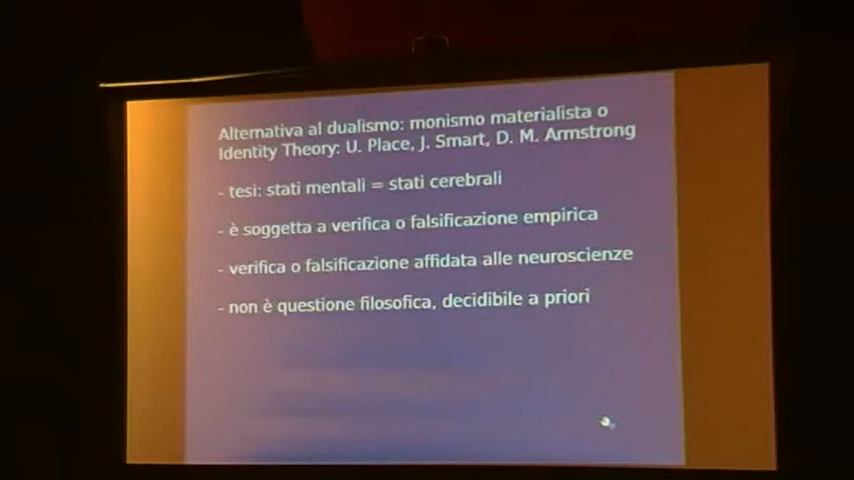 Alternativa al dualismo: monismo materialista o
Identity Theory: U. Place, J. Smart, D. M. Armstrong
- tesi: stati mentali = stati cerebrali
- è soggetta a verifica o falsificazione empirica
- verifica o falsificazione affidata alle neuroscienze
- non è questione filosofica, decidibile a priori